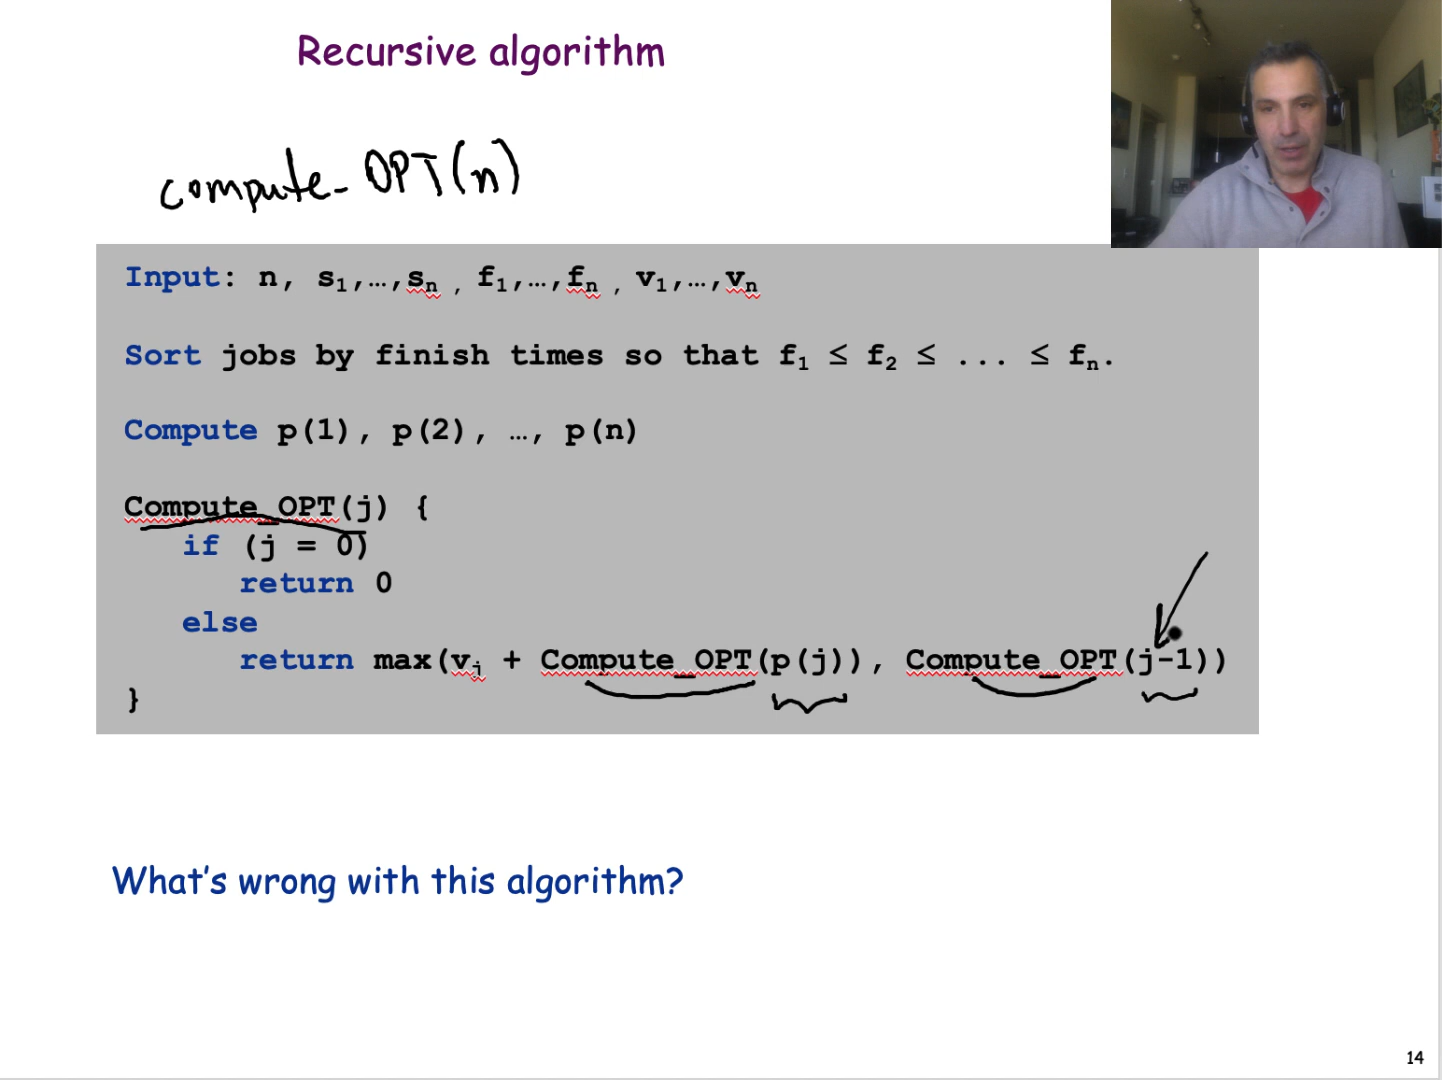 Recursive algorithm
compute-OPT(n)
Input: n, s1,…,sn , f1,…,fn , v1,…,vn
Sort jobs by finish times so that f1 ≤ f2 ≤ ... ≤ fn.
Compute p(1), p(2), …, p(n)
Compute_OPT(j) {
if (j = 0)
return 0
else
return max(vj + Compute_OPT(p(j)), Compute_OPT(j-1))
}
What's wrong with this algorithm?
14